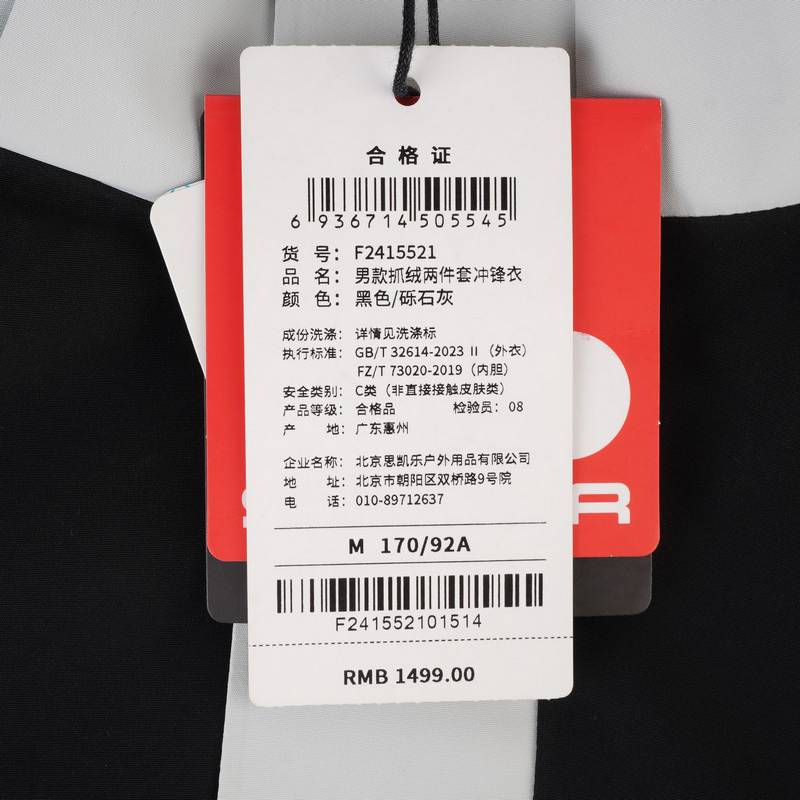 合格证
6 936714 505545
货 号： F2415521
品 名： 男款抓绒两件套冲锋衣
颜 色： 黑色/砾石灰
成份洗涤： 详情见洗涤标
执行标准： GB/T 32614-2023 II（外衣）
FZ/T 73020-2019（内胆）
安全类别： C类（非直接接触皮肤类）
产品等级： 合格品 检验员： 08
产 地： 广东惠州
企业名称： 北京思凯乐户外用品有限公司
地 址： 北京市朝阳区双桥路9号院
电 话： 010-89712637
M 170/92A
F241552101514
RMB 1499.00